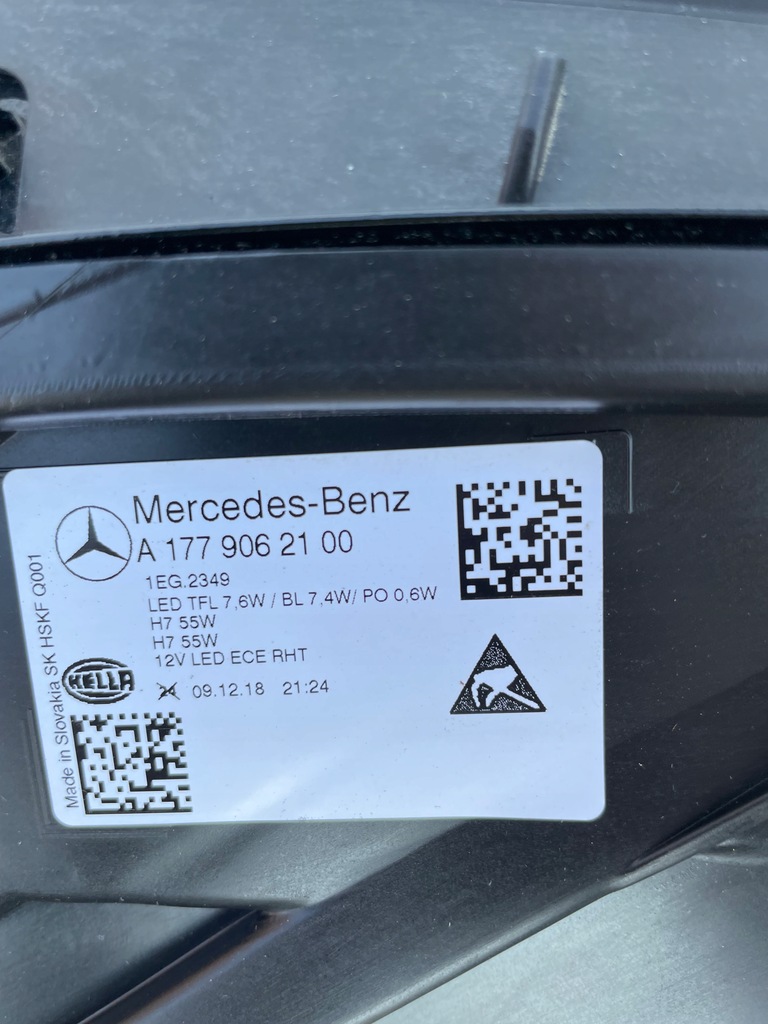 Mercedes-Benz
A 177 906 21 00
1EG.2349
LED TFL 7,6W / BL 7,4W/ PO 0,6W
H7 55W
H7 55W
12V LED ECE RHT
HELLA
24 09.12.18 21:24
Made in Slovakia SK HSKF Q001